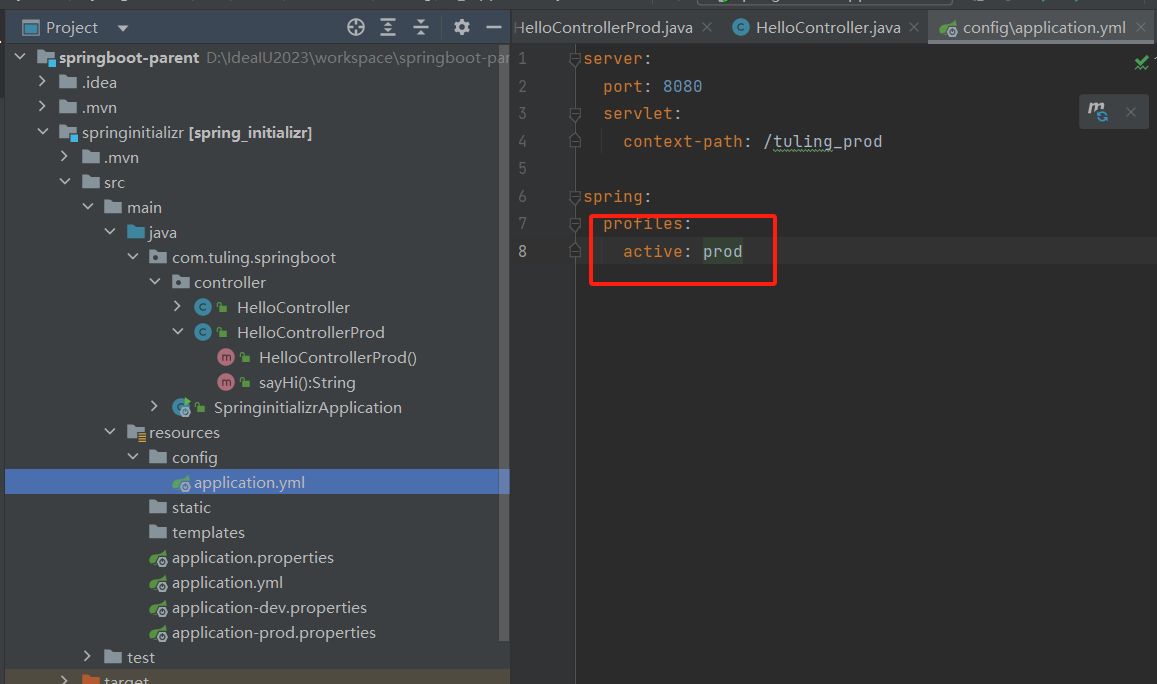 Project
HelloControllerProd.java
HelloController.java
config\application.yml
springboot-parent D:\IdealU2023\workspace\springboot-par
.idea
.mvn
springinitializr [spring_initializr]
.mvn
src
main
java
com.tuling.springboot
controller
HelloController
HelloControllerProd
HelloControllerProd()
sayHi():String
SpringinitializrApplication
resources
config
application.yml
static
templates
application.properties
application.yml
application-dev.properties
application-prod.properties
test
target
1 server:
2 port: 8080
3 servlet:
4 context-path: /tuling_prod
5
6 spring:
7 profiles:
8 active: prod